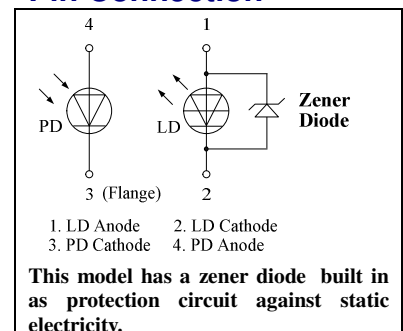 Pin Connection
4 1
PD LD Zener
Diode
3 (Flange) 2
1. LD Anode 2. LD Cathode
3. PD Cathode 4. PD Anode
This model has a zener diode built in
as protection circuit against static
electricity.